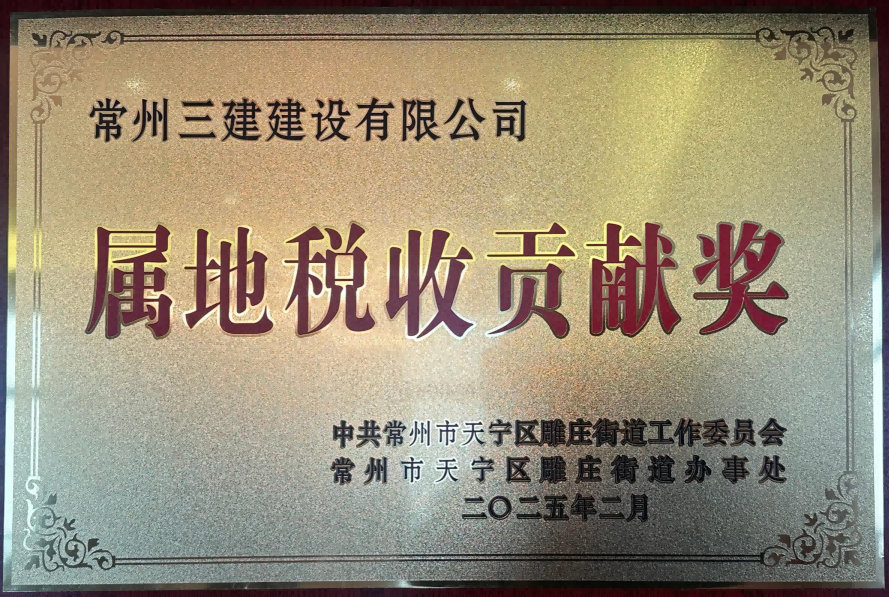 常州三建建设有限公司
属地税收贡献奖
中共常州市天宁区雕庄街道工作委员会
常州市天宁区雕庄街道办事处
二〇二五年二月